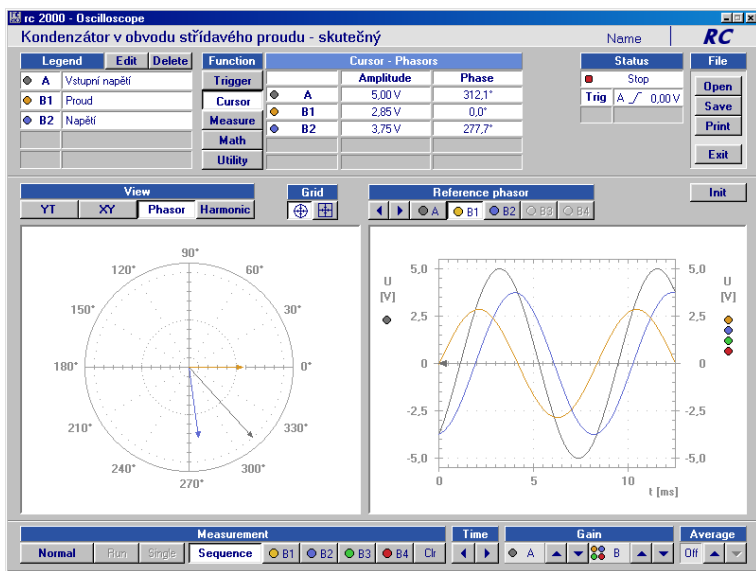 rc 2000 - Oscilloscope
Kondenzátor v obvodu střídavého proudu - skutečný Name RC
Legend Edit Delete Function Cursor - Phasors Status File
A Vstupní napětí Trigger Amplitude Phase Stop Open
B1 Proud Cursor A 5,00 V 312,1° Trig A 0,00 V Save
B2 Napětí Measure B1 2,85 V 0,0° Print
Math B2 3,75 V 277,7°
Utility Exit
View Grid Reference phasor Init
YT XY Phasor Harmonic A B1 B2 B3 B4
90°
120° 60°
150° 30°
180° 0°
210° 330°
240° 300°
270°
U [V] 5,0 5,0 U [V]
2,5 2,5
0 0
-2,5 -2,5
-5,0 -5,0
0 5 10
t [ms]
Measurement Time Gain Average
Normal Run Single Sequence B1 B2 B3 B4 Clr A B Off